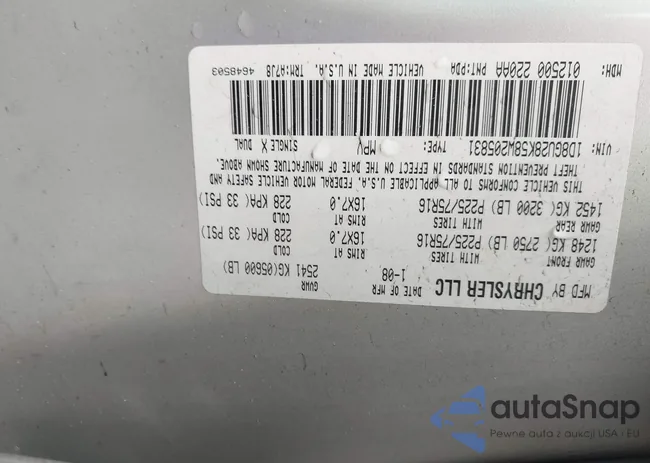 MFD BY CHRYSLER LLC DATE OF MFR 1-08 GVWR 2541 KG(05600 LB)
GAWR FRONT WITH TIRES RIMS AT COLD
1248 KG( 2750 LB) P225/75R16 16X7.0 228 KPA( 33 PSI)
GAWR REAR WITH TIRES RIMS AT COLD
1452 KG( 3200 LB) P225/75R16 16X7.0 228 KPA( 33 PSI)
THIS VEHICLE CONFORMS TO ALL APPLICABLE U.S.A. FEDERAL MOTOR VEHICLE SAFETY AND
THEFT PREVENTION STANDARDS IN EFFECT ON THE DATE OF MANUFACTURE SHOWN ABOVE.
VIN: 1D8GU28K58W205831 TYPE: MPV SINGLE X DUAL
MDH: 012500 220AA PNT:PDA VEHICLE MADE IN U.S.A. TRM:A7J8 4648503
autaSnap
Pewne auta z aukcji USA - EU